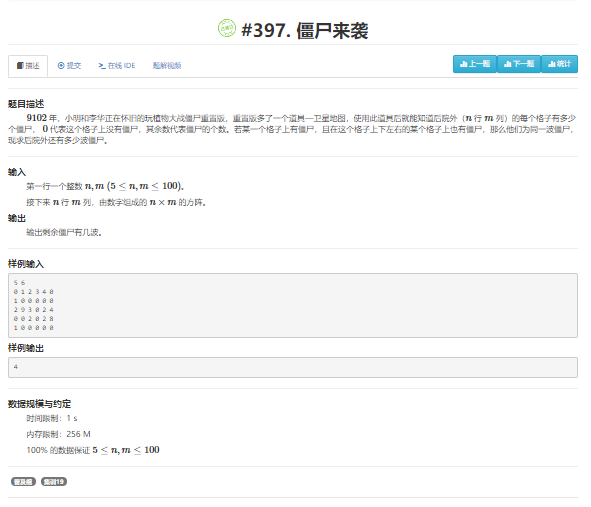 #397. 僵尸来袭
描述 提交 在线 IDE 题解视频 上一题 下一题 统计
题目描述
9102 年，小明和李华正在怀旧的玩植物大战僵尸重置版，重置版多了一个道具—卫星地图，使用此道具后就能知道后院外（n 行 m 列）的每个格子有多少
个僵尸， 0 代表这个格子上没有僵尸，其余数代表僵尸的个数。若某一个格子上有僵尸，且在这个格子上下左右的某个格子上也有僵尸，那么他们为同一波僵尸，
现求后院外还有多少波僵尸。
输入
第一行一个整数 n, m (5 ≤ n, m ≤ 100)。
接下来 n 行 m 列，由数字组成的 n × m 的方阵。
输出
输出剩余僵尸有几波。
样例输入
5 6
0 1 2 3 4 0
1 0 0 0 0 0
2 9 3 0 2 4
0 0 2 0 2 8
1 0 0 0 0 0
样例输出
4
数据规模与约定
时间限制：1 s
内存限制：256 M
100% 的数据保证 5 ≤ n, m ≤ 100
普及组